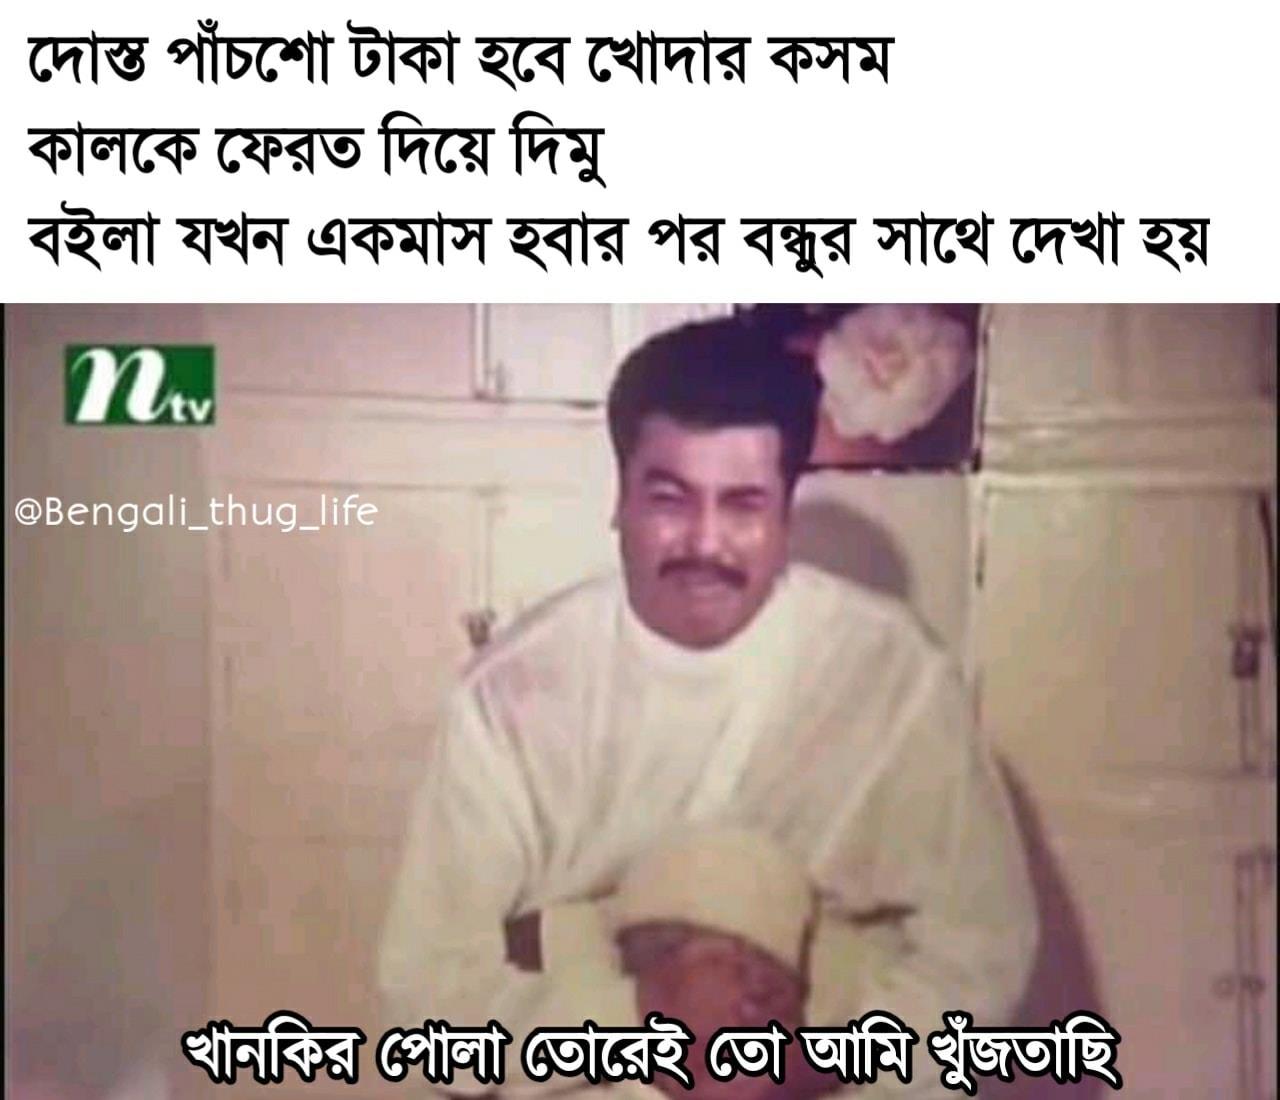 দোস্ত পাঁচশো টাকা হবে খোদার কসম
কালকে ফেরত দিয়ে দিমু
বইলা যখন একমাস হবার পর বন্ধুর সাথে দেখা হয়
ntv
@Bengali_thug_life
খানকির পোলা তোরেই তো আমি খুঁজতাছি